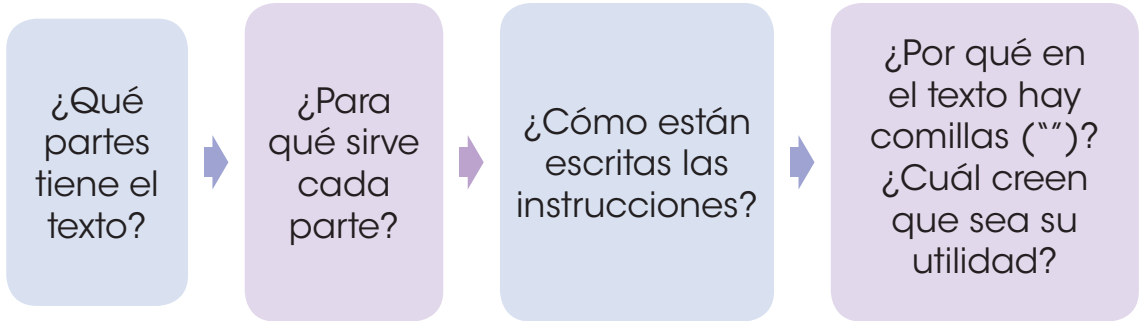 ¿Qué
partes
tiene el
texto?
¿Para
qué sirve
cada
parte?
¿Cómo están
escritas las
instrucciones?
¿Por qué en
el texto hay
comillas (“”)?
¿Cuál creen
que sea su
utilidad?